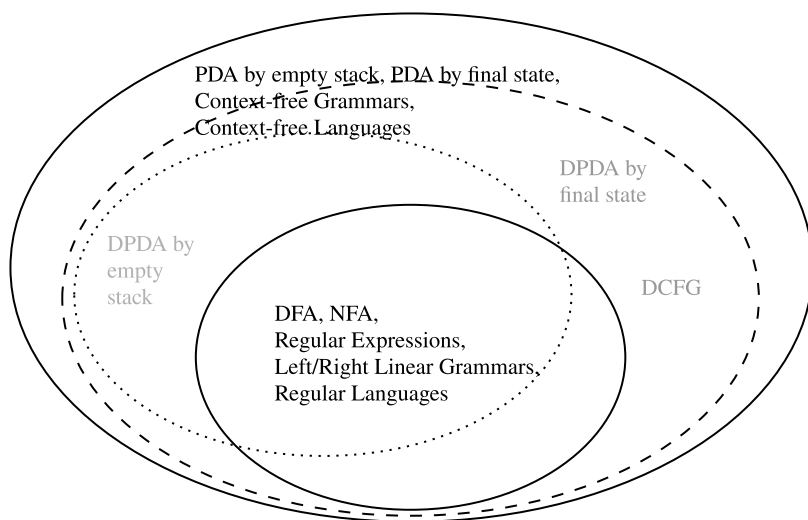 PDA by empty stack, PDA by final state,
Context-free Grammars,
Context-free Languages
DPDA by
final state
DPDA by
empty
stack
DCFG
DFA, NFA,
Regular Expressions,
Left/Right Linear Grammars,
Regular Languages